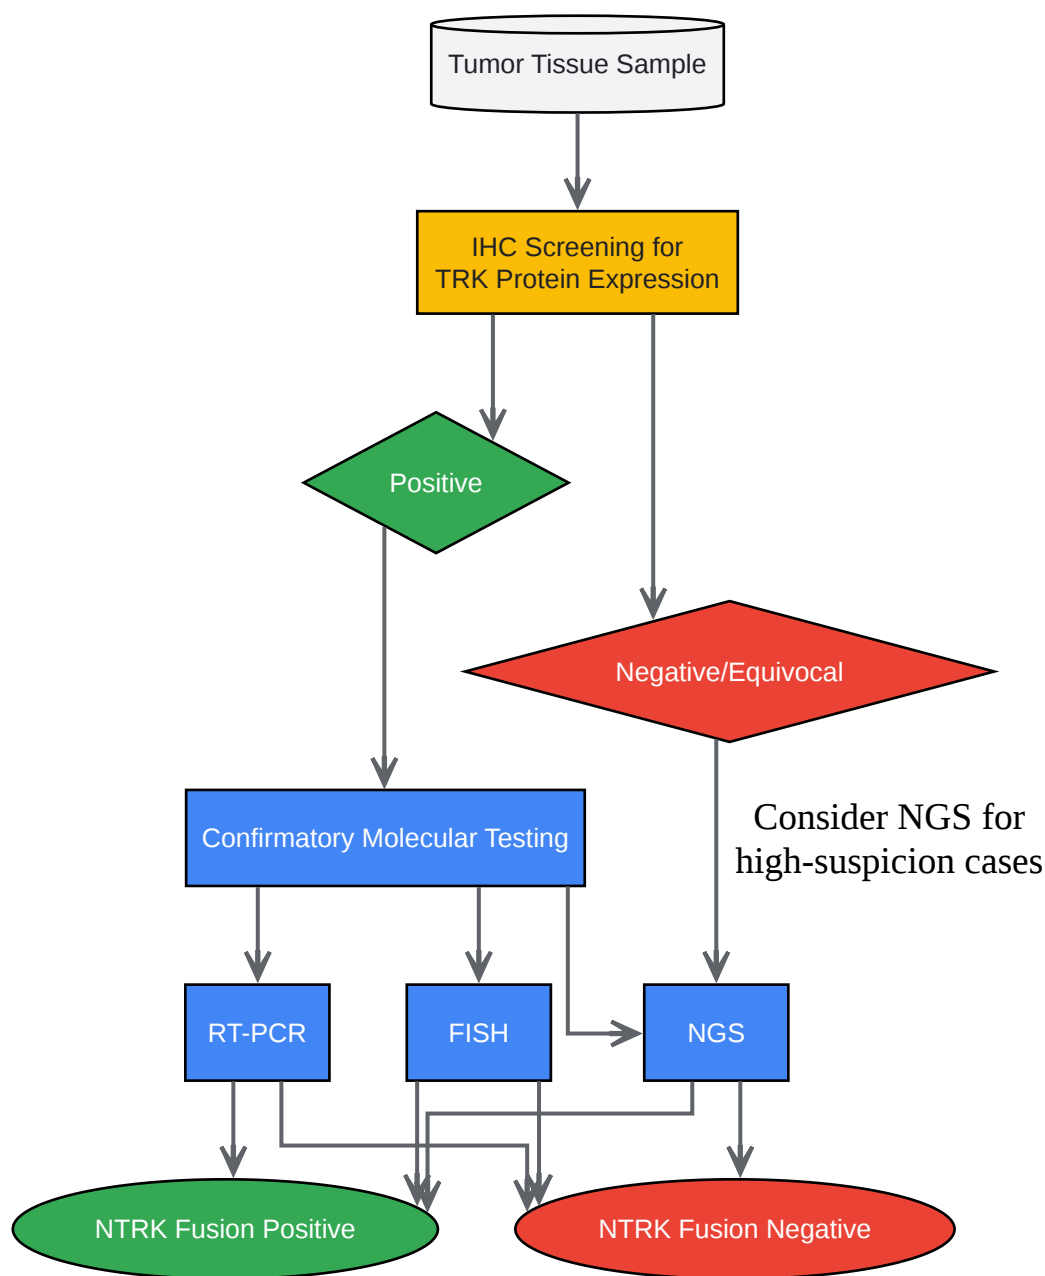 Tumor Tissue Sample
IHC Screening for
TRK Protein Expression
Positive
Negative/Equivocal
Consider NGS for
high-suspicion cases
Confirmatory Molecular Testing
RT-PCR
FISH
NGS
NTRK Fusion Positive
NTRK Fusion Negative